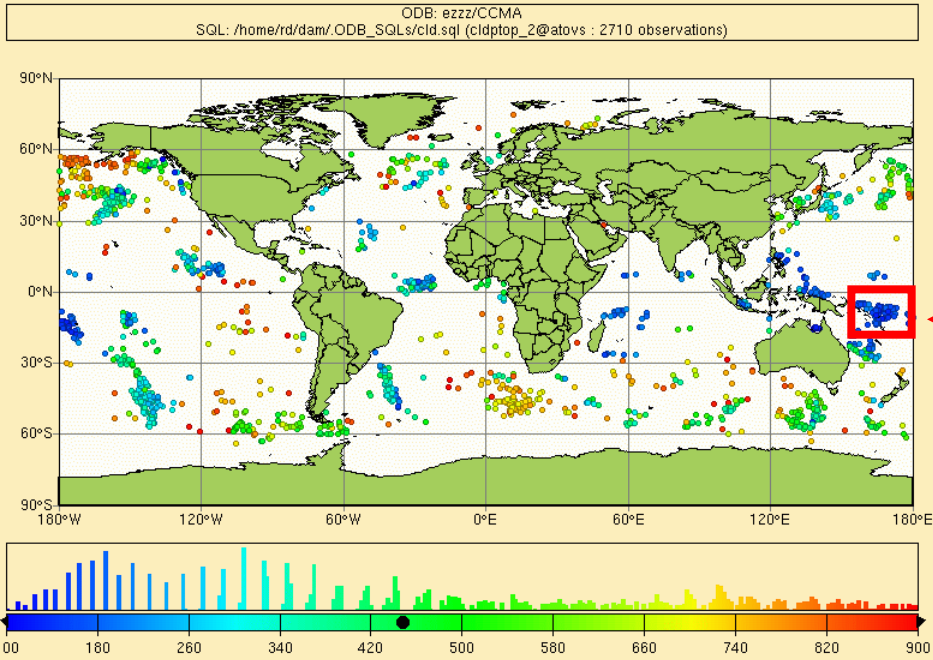 ODB: ezzz/CCMA
SQL: /home/rd/dam/.ODB_SQLs/cld.sql (cldptop_2@atovs : 2710 observations)
90°N
60°N
30°N
0°N
30°S
60°S
90°S
180°W 120°W 60°W 0°E 60°E 120°E 180°E
00 180 260 340 420 500 580 660 740 820 900